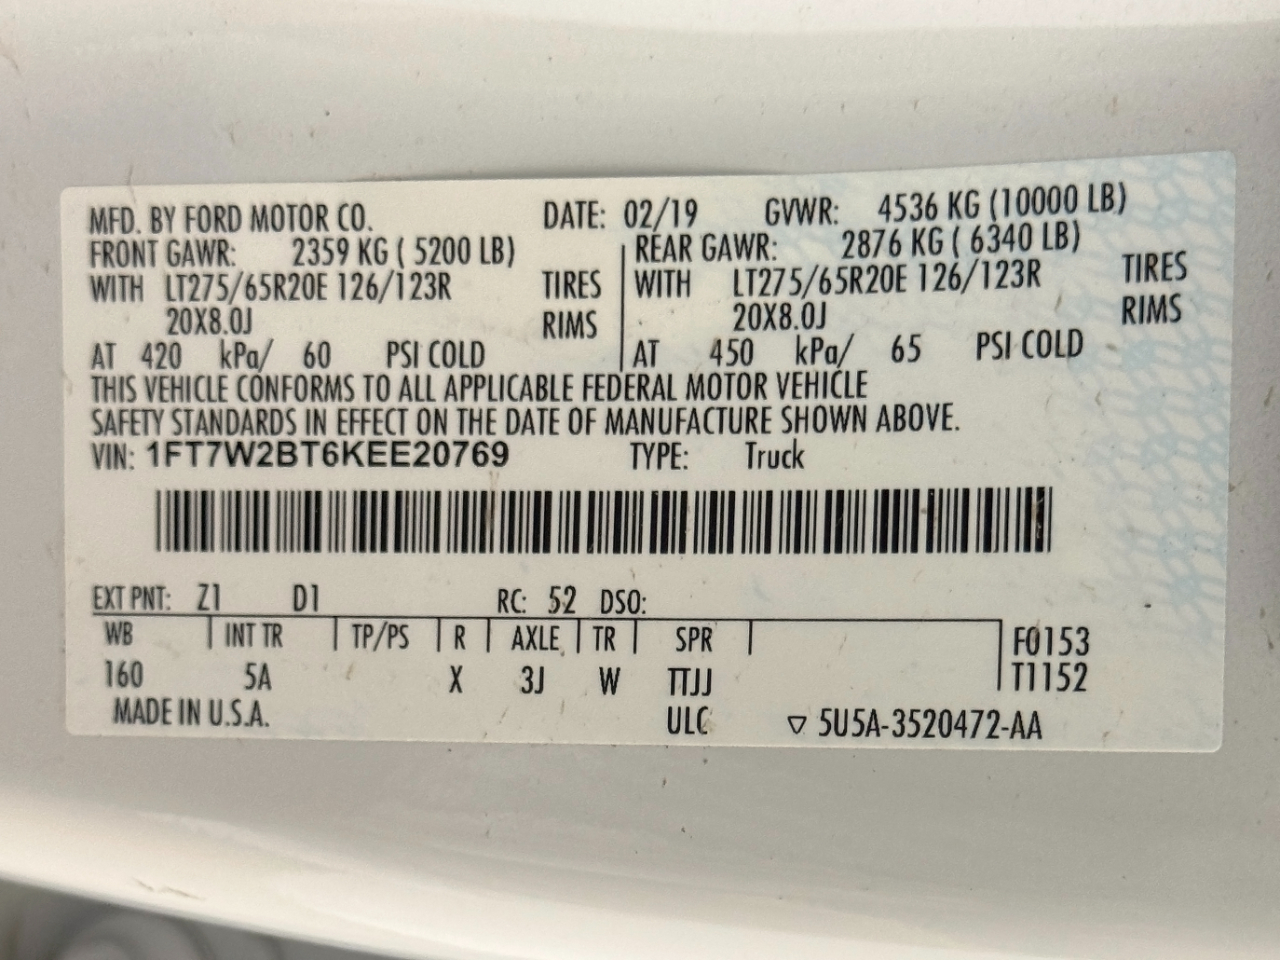 MFD. BY FORD MOTOR CO. DATE: 02/19 GVWR: 4536 KG (10000 LB)
FRONT GAWR: 2359 KG ( 5200 LB) REAR GAWR: 2876 KG ( 6340 LB)
WITH LT275/65R20E 126/123R TIRES WITH LT275/65R20E 126/123R TIRES
20X8.0J RIMS 20X8.0J RIMS
AT 420 kPa/ 60 PSI COLD AT 450 kPa/ 65 PSI COLD
THIS VEHICLE CONFORMS TO ALL APPLICABLE FEDERAL MOTOR VEHICLE
SAFETY STANDARDS IN EFFECT ON THE DATE OF MANUFACTURE SHOWN ABOVE.
VIN: 1FT7W2BT6KEE20769 TYPE: Truck
EXT PNT: Z1 D1 RC: 52 DSO:
WB INT TR TP/PS R AXLE TR SPR F0153
160 5A X 3J W TTJJ T1152
MADE IN U.S.A. ULC ▽ 5U5A-3520472-AA